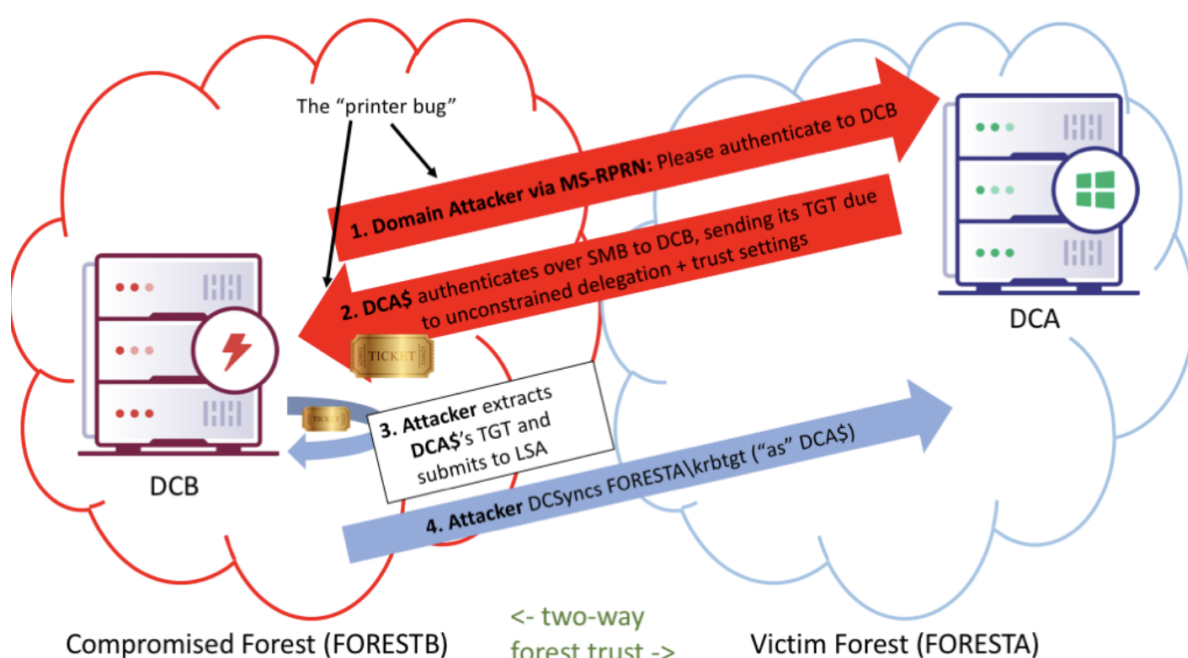 The "printer bug"
1. Domain Attacker via MS-RPRN: Please authenticate to DCB
2. DCA$ authenticates over SMB to DCB, sending its TGT due
to unconstrained delegation + trust settings
TICKET
TICKET
3. Attacker extracts
DCA$'s TGT and
submits to LSA
4. Attacker DCSyncs FORESTA\krbtgt ("as" DCA$)
DCB
DCA
Compromised Forest (FORESTB)
<- two-way
forest trust ->
Victim Forest (FORESTA)